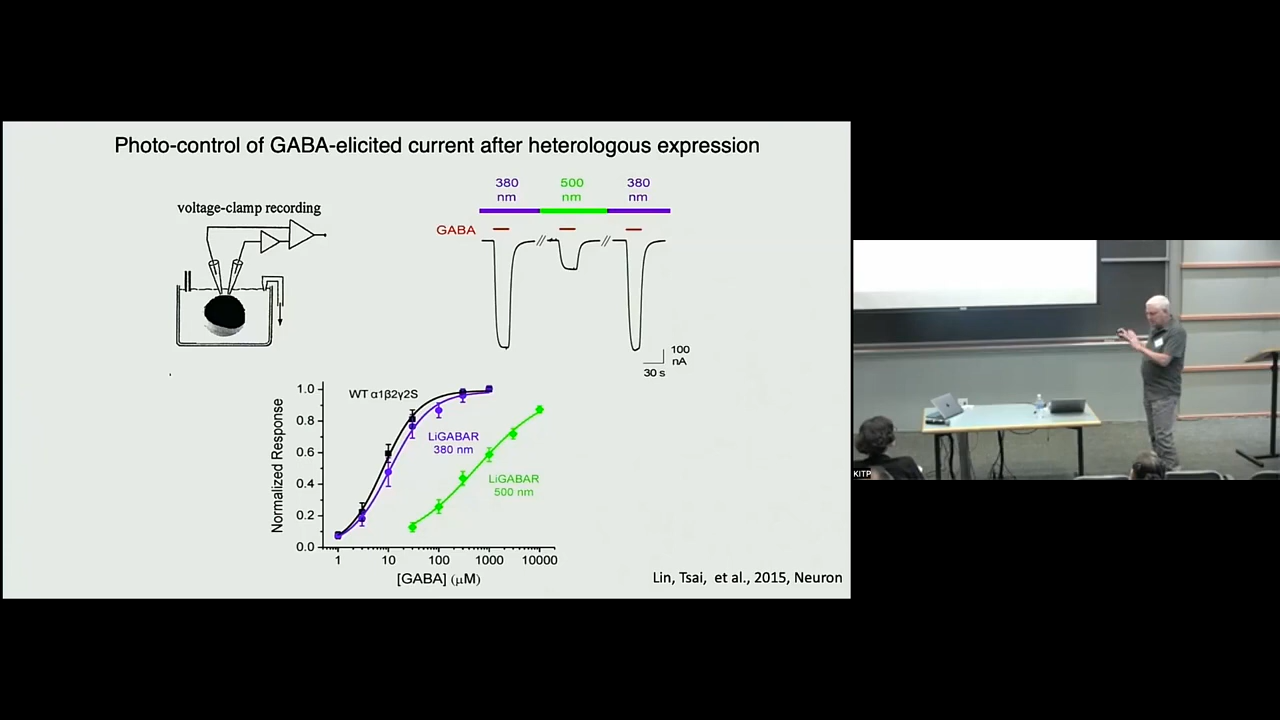 Photo-control of GABA-elicited current after heterologous expression
voltage-clamp recording
380
nm
500
nm
380
nm
GABA
100
nA
30 s
Normalized Response
1.0
0.8
0.6
0.4
0.2
0.0
WT α1β2γ2S
LiGABAR
380 nm
LiGABAR
500 nm
1 10 100 1000 10000
[GABA] (μM)
Lin, Tsai, et al., 2015, Neuron
KITP